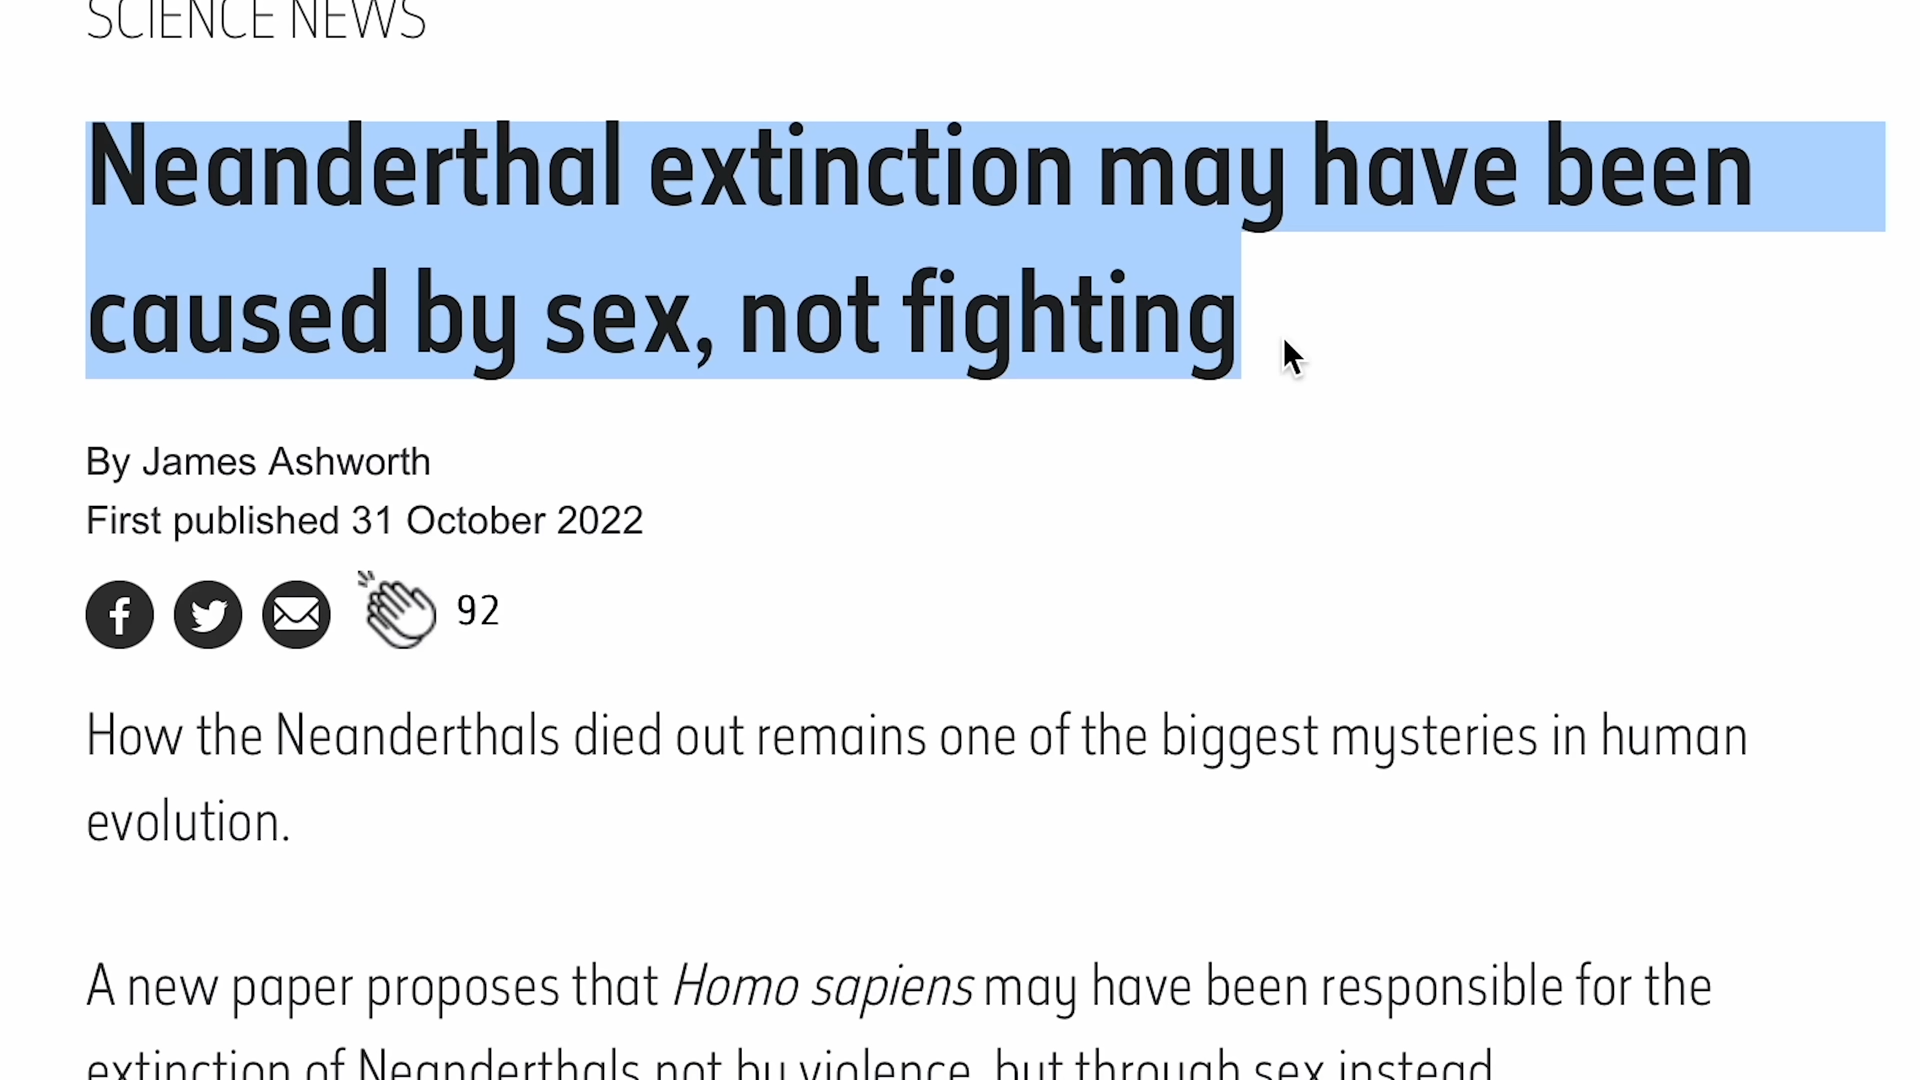 SCIENCE NEWS
Neanderthal extinction may have been
caused by sex, not fighting
By James Ashworth
First published 31 October 2022
92
How the Neanderthals died out remains one of the biggest mysteries in human
evolution.
A new paper proposes that Homo sapiens may have been responsible for the
extinction of Neanderthals not by violence, but through sex instead.